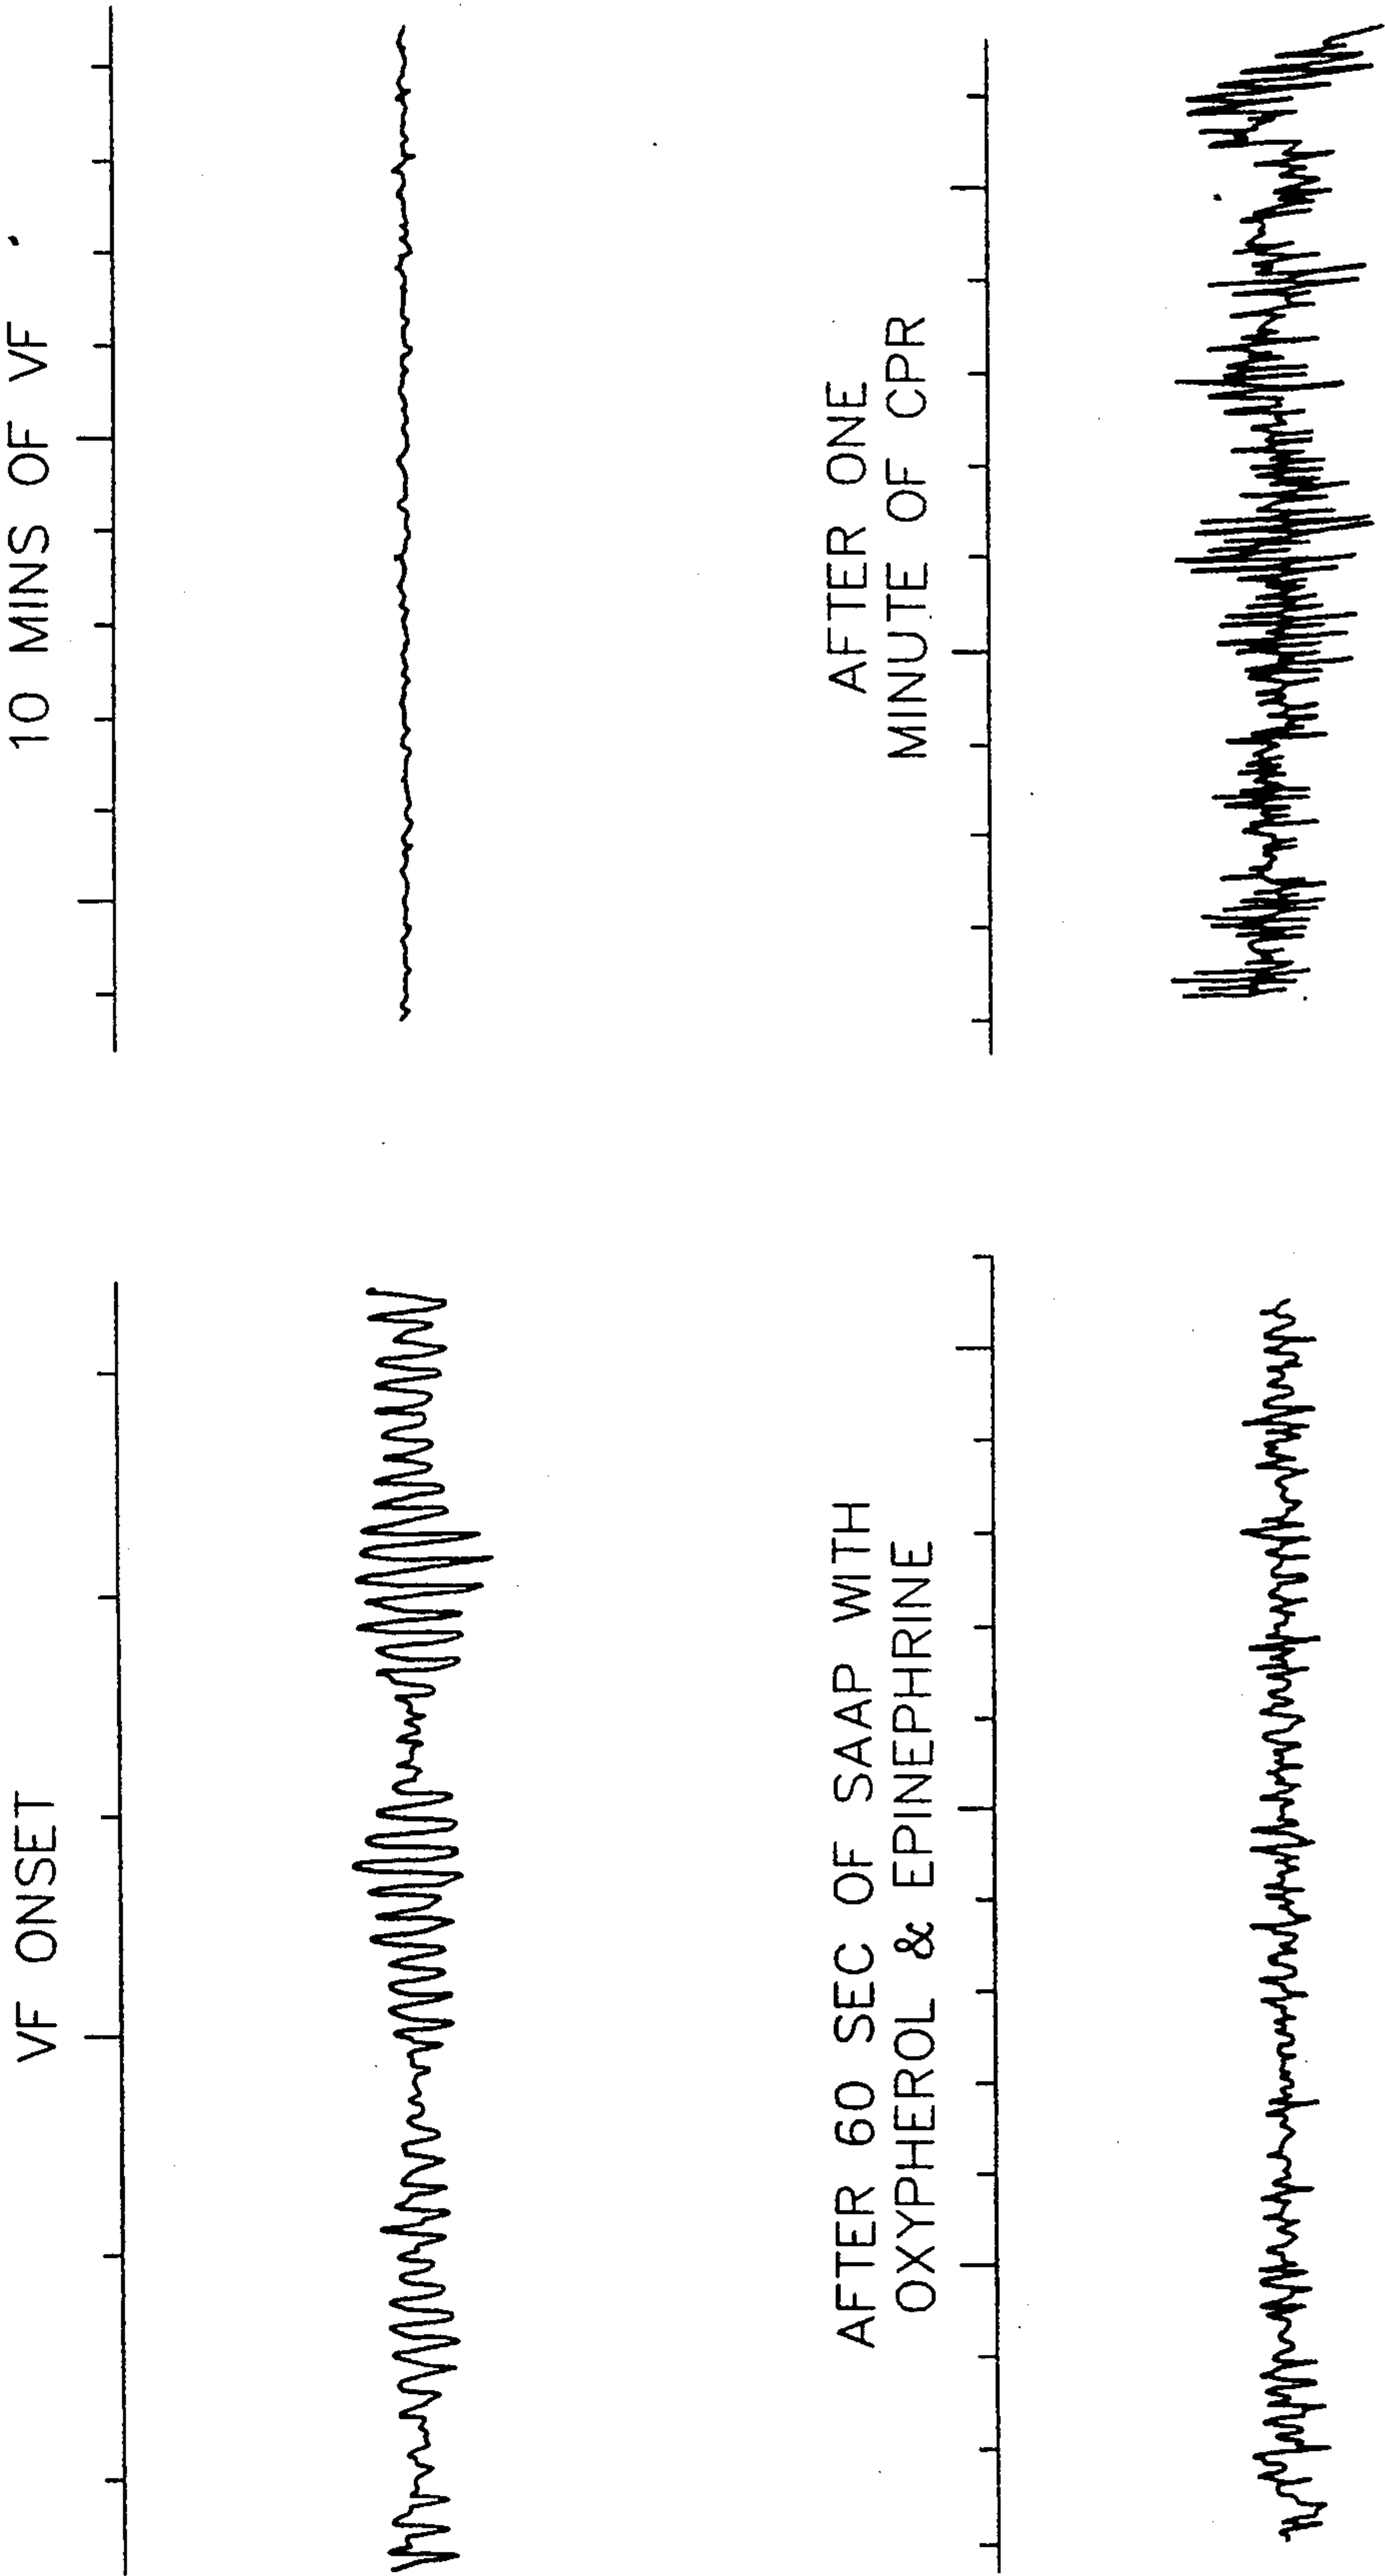 VF ONSET
10 MINS OF VF
AFTER 60 SEC OF SAAP WITH
OXYPHEROL & EPINEPHRINE
AFTER ONE
MINUTE OF CPR